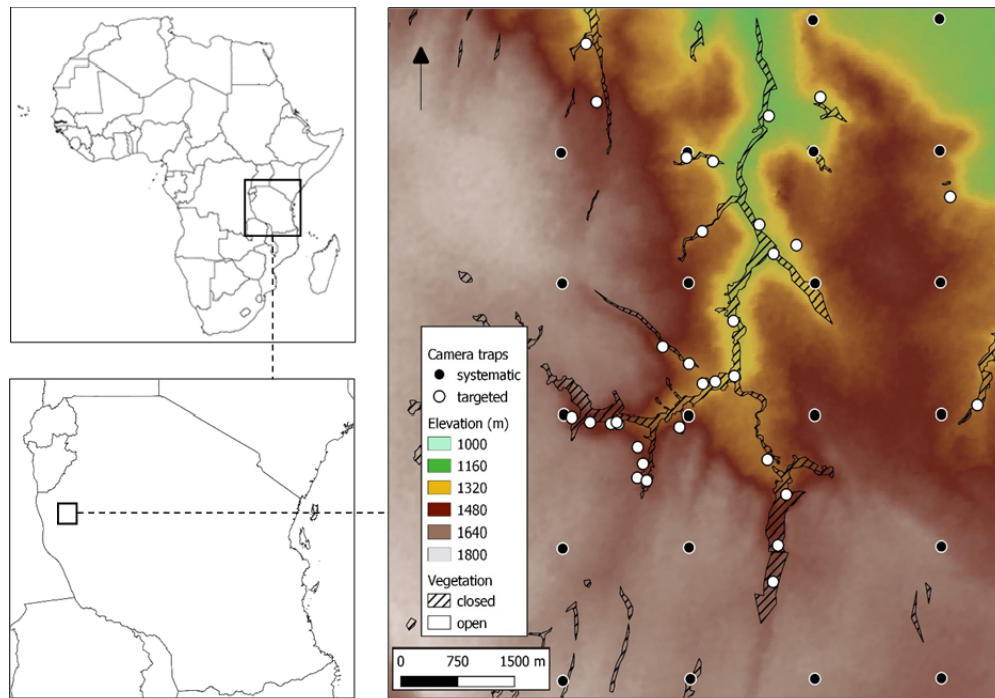 Camera traps
systematic
targeted
Elevation (m)
1000
1160
1320
1480
1640
1800
Vegetation
closed
open
0 750 1500 m